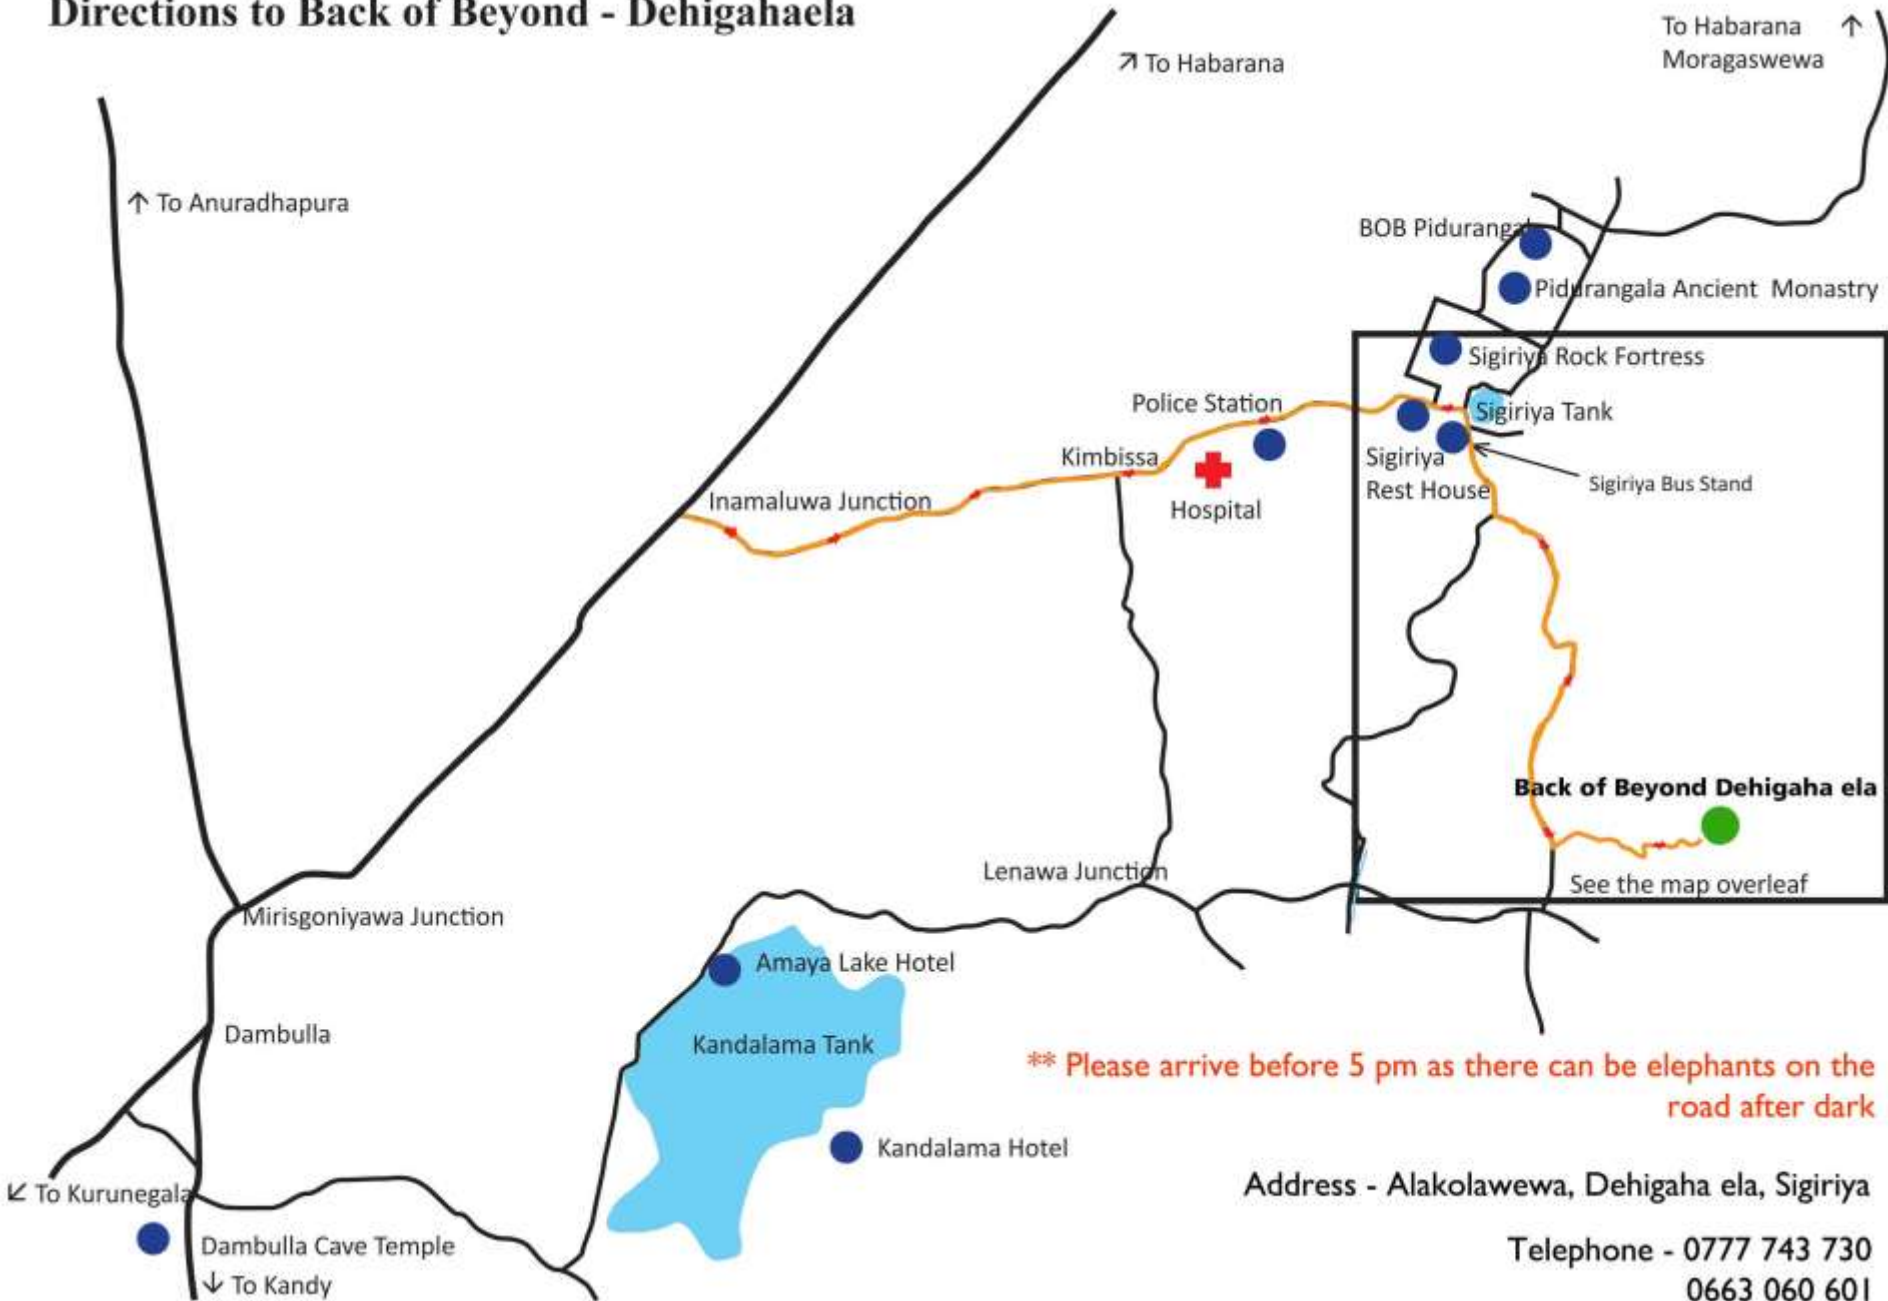 Directions to Back of Beyond - Dehigahaela
To Habarana
Moragaswewa
↑
↗ To Habarana
↑ To Anuradhapura
BOB Pidurangala
Pidurangala Ancient Monastry
Sigiriya Rock Fortress
Police Station
Sigiriya Tank
Kimbissa
Sigiriya
Rest House
Sigiriya Bus Stand
Inamaluwa Junction
Hospital
Back of Beyond Dehigaha ela
Lenawa Junction
See the map overleaf
Mirisgoniyawa Junction
Amaya Lake Hotel
Dambulla
Kandalama Tank
** Please arrive before 5 pm as there can be elephants on the
road after dark
Kandalama Hotel
↙ To Kurunegala
Address - Alakolawewa, Dehigaha ela, Sigiriya
Dambulla Cave Temple
Telephone - 0777 743 730
↓ To Kandy
0663 060 601